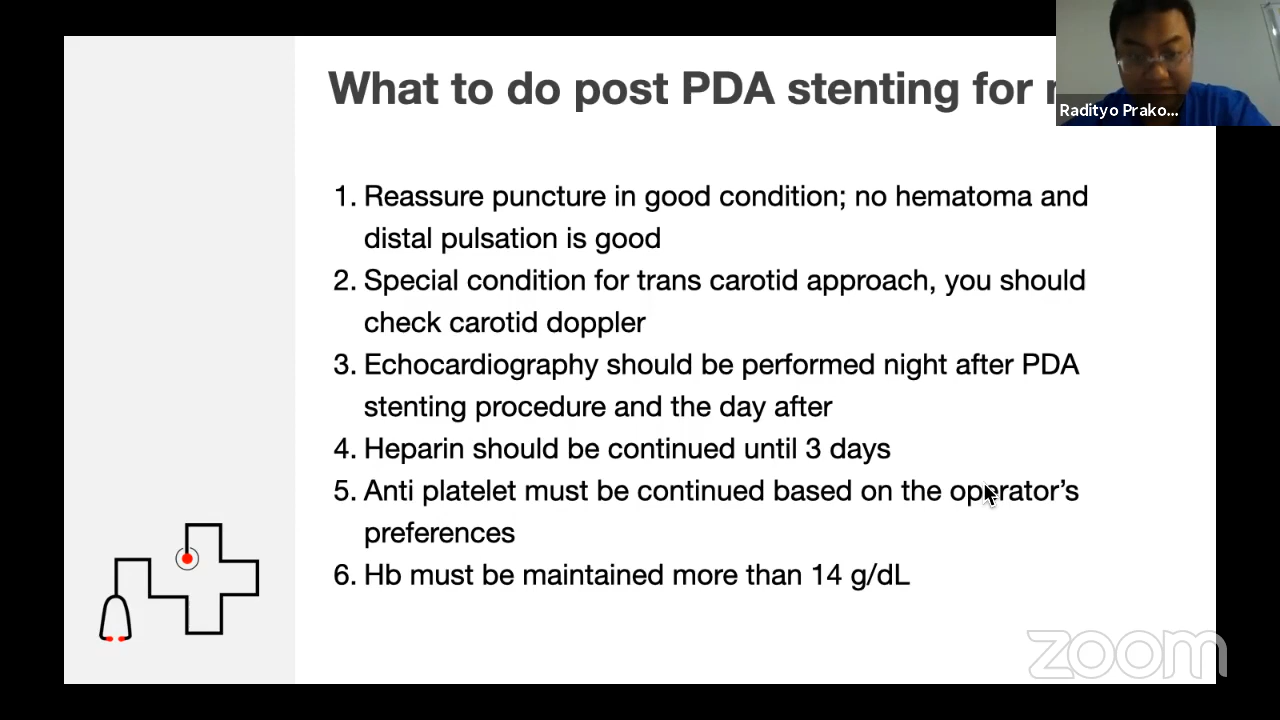 What to do post PDA stenting for
Radityo Prako...
1. Reassure puncture in good condition; no hematoma and
distal pulsation is good
2. Special condition for trans carotid approach, you should
check carotid doppler
3. Echocardiography should be performed night after PDA
stenting procedure and the day after
4. Heparin should be continued until 3 days
5. Anti platelet must be continued based on the operator's
preferences
6. Hb must be maintained more than 14 g/dL
zoom